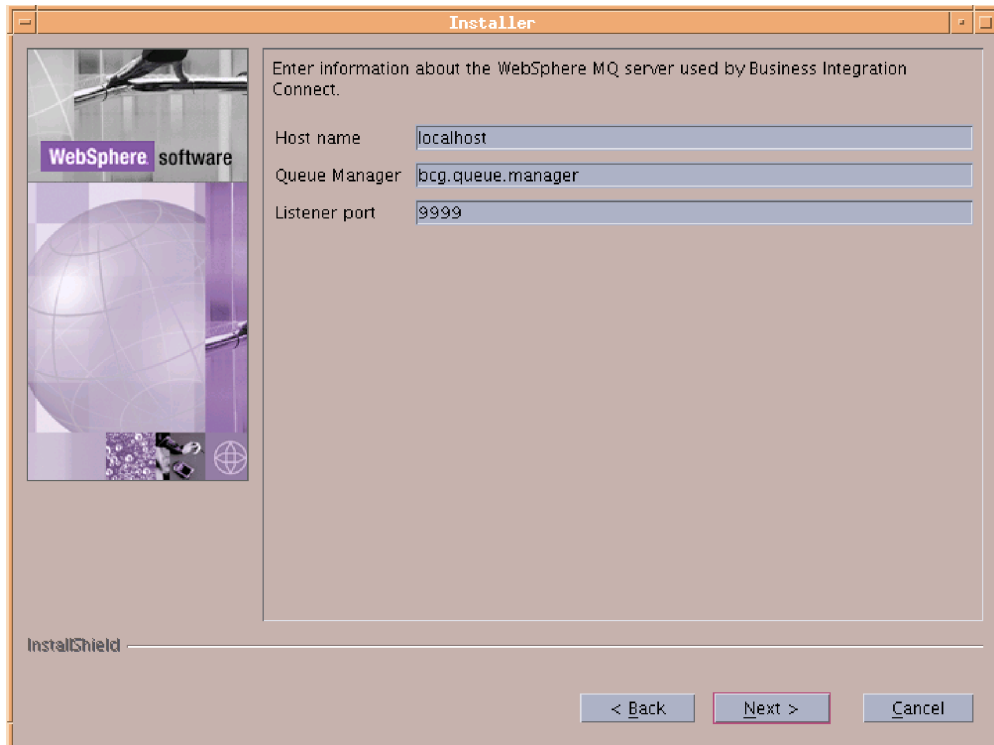 Installer
Enter information about the WebSphere MQ server used by Business Integration
Connect.
WebSphere software
Host name localhost
Queue Manager bcg.queue.manager
Listener port 9999
InstallShield
< Back Next > Cancel